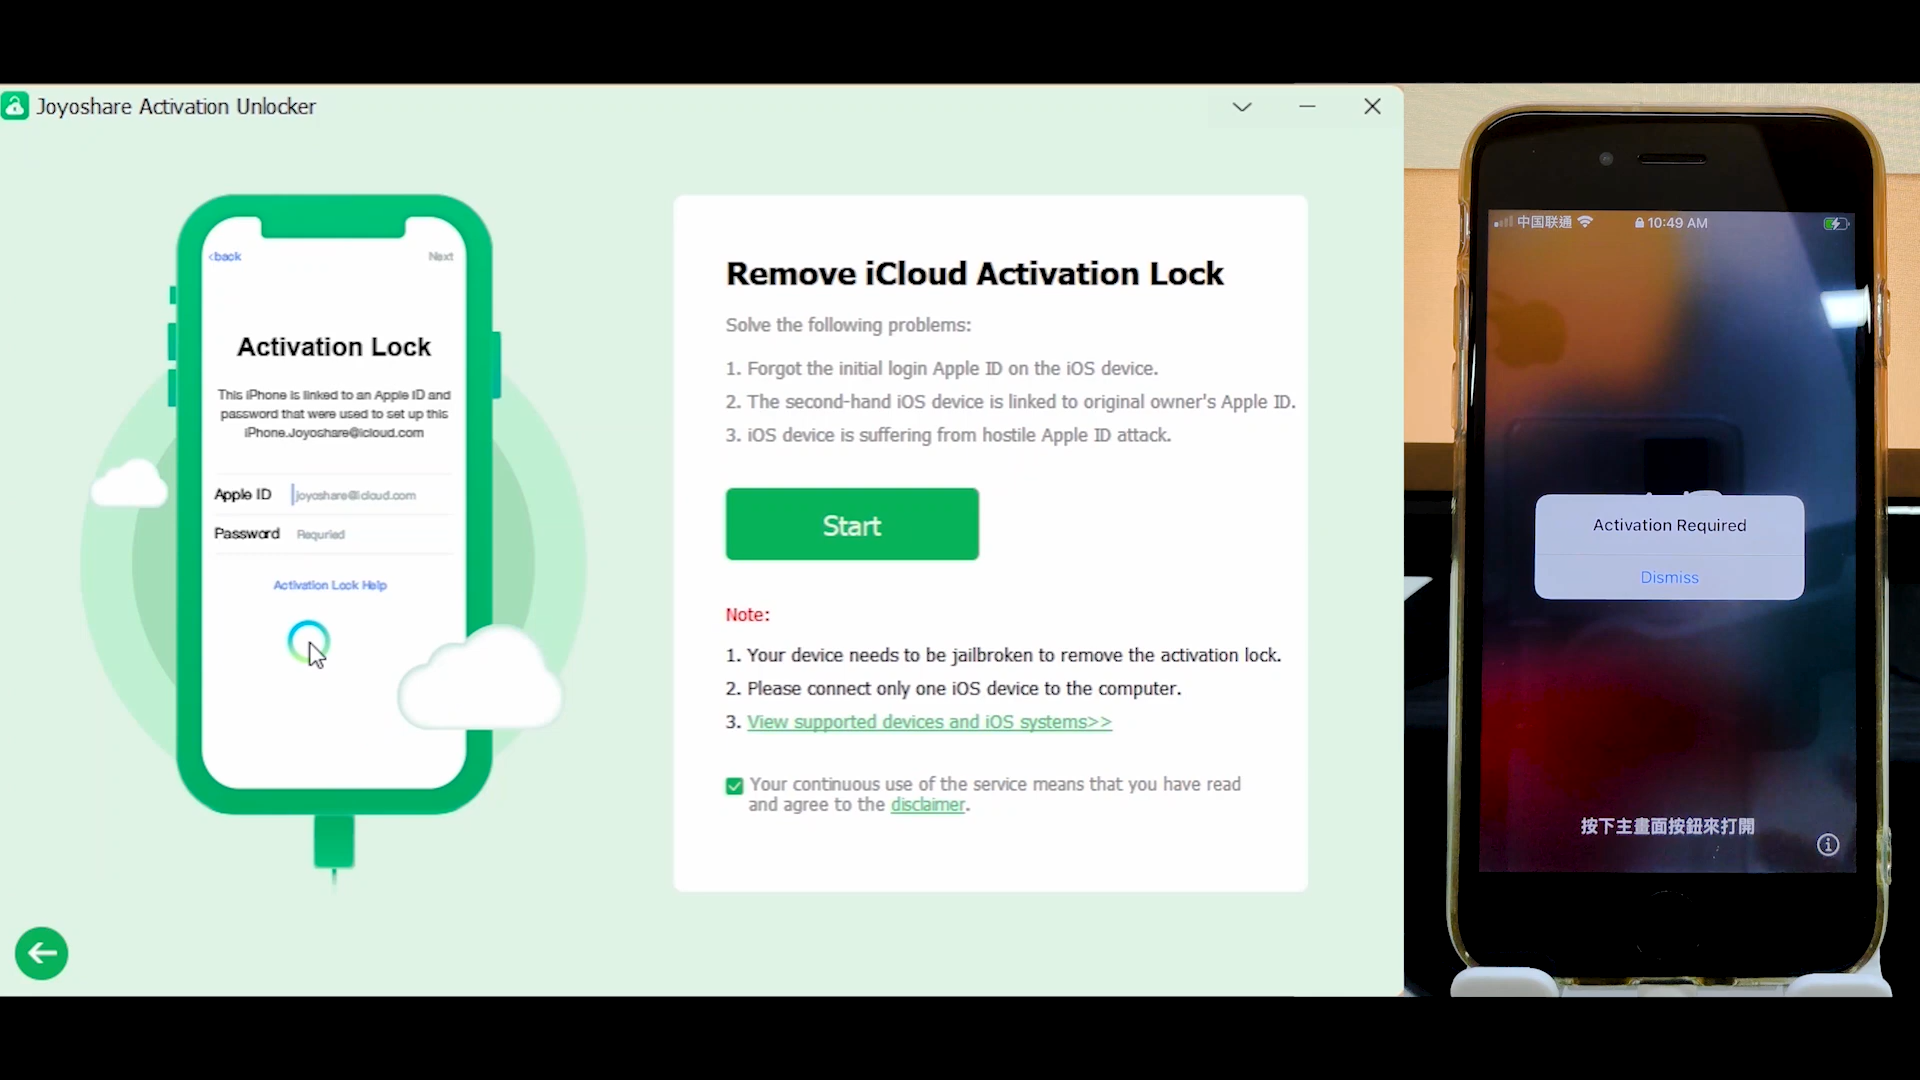 Joyoshare Activation Unlocker
‹back
Next
Activation Lock
This iPhone is linked to an Apple ID and
password that were used to set up this
iPhone.Joyoshare@icloud.com
Apple ID joyoshare@icloud.com
Password Requried
Activation Lock Help
Remove iCloud Activation Lock
Solve the following problems:
1. Forgot the initial login Apple ID on the iOS device.
2. The second-hand iOS device is linked to original owner's Apple ID.
3. iOS device is suffering from hostile Apple ID attack.
Start
Note:
1. Your device needs to be jailbroken to remove the activation lock.
2. Please connect only one iOS device to the computer.
3. View supported devices and iOS systems>>
Your continuous use of the service means that you have read
and agree to the disclaimer.
中国联通 10:49 AM
Activation Required
Dismiss
按下主畫面按鈕來打開